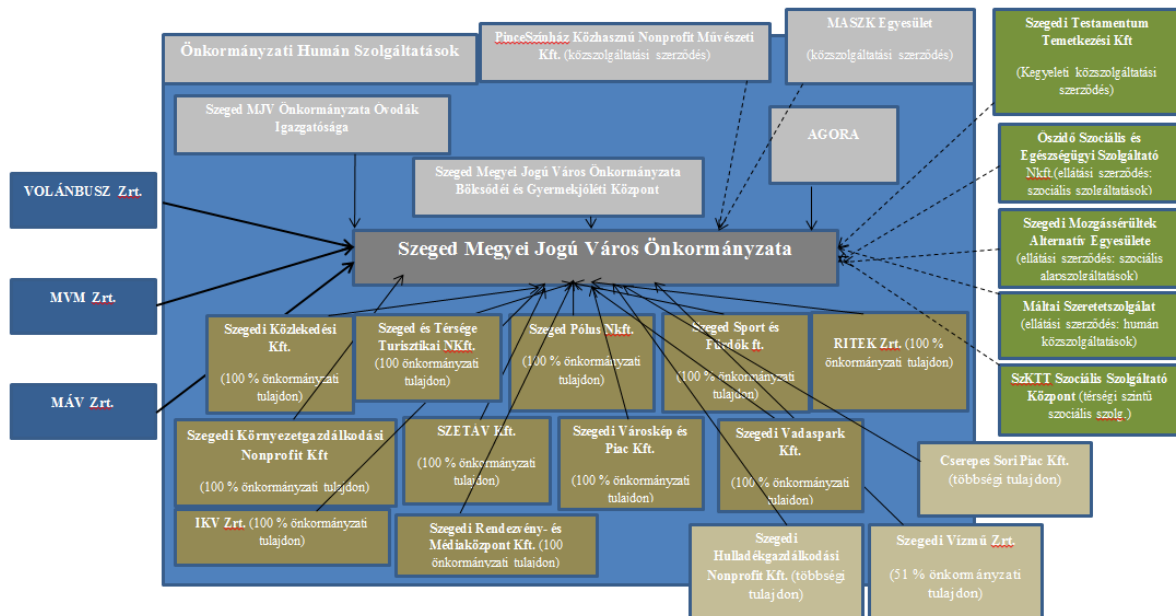 Önkormányzati Humán Szolgáltatások
PinceSzínház Közhasznú Nonprofit Művészeti
Kft. (közszolgáltatási szerződés)
MASZK Egyesület
(közszolgáltatási szerződés)
Szegedi Testamentum
Temetkezési Kft
(Kegyeleti közszolgáltatási
szerződés)
Szeged MJV Önkormányzata Óvodák
Igazgatósága
AGORA
Szeged Megyei Jogú Város Önkormányzata
Bölcsődéi és Gyermekjóléti Központ
Őszidő Szociális és
Egészségügyi Szolgáltató
Nkft.(ellátási szerződés:
szociális szolgáltatások)
VOLÁNBUSZ Zrt.
Szeged Megyei Jogú Város Önkormányzata
Szegedi Mozgássérültek
Alternatív Egyesülete
(ellátási szerződés: szociális
alapszolgáltatások)
MVM Zrt.
Máltai Szeretetszolgálat
(ellátási szerződés: humán
közszolgáltatások)
MÁV Zrt.
SzKTT Szociális Szolgáltató
Központ (térségi szintű
szociális szolg.)
Szegedi Közlekedési
Kft.
(100 % önkormányzati
tulajdon)
Szeged és Térsége
Turisztikai NKft.
(100 önkormányzati
tulajdon)
Szeged Pólus Nkft.
(100 % önkormányzati
tulajdon)
Szeged Sport és
Fürdők ft.
(100 % önkormányzati
tulajdon)
RITEK Zrt. (100 %
önkormányzati tulajdon)
Szegedi Környezetgazdálkodási
Nonprofit Kft
(100 % önkormányzati tulajdon)
SZETÁV Kft.
(100 % önkormányzati
tulajdon)
Szegedi Városkép és
Piac Kft.
(100 % önkormányzati
tulajdon)
Szegedi Vadaspark
Kft.
(100 % önkormányzati
tulajdon)
Cserepes Sori Piac Kft.
(többségi tulajdon)
IKV Zrt. (100 % önkormányzati
tulajdon)
Szegedi Rendezvény- és
Médiaközpont Kft. (100
önkormányzati tulajdon)
Szegedi
Hulladékgazdálkodási
Nonprofit Kft. (többségi
tulajdon)
Szegedi Vízmű Zrt.
(51 % önkormányzati
tulajdon)